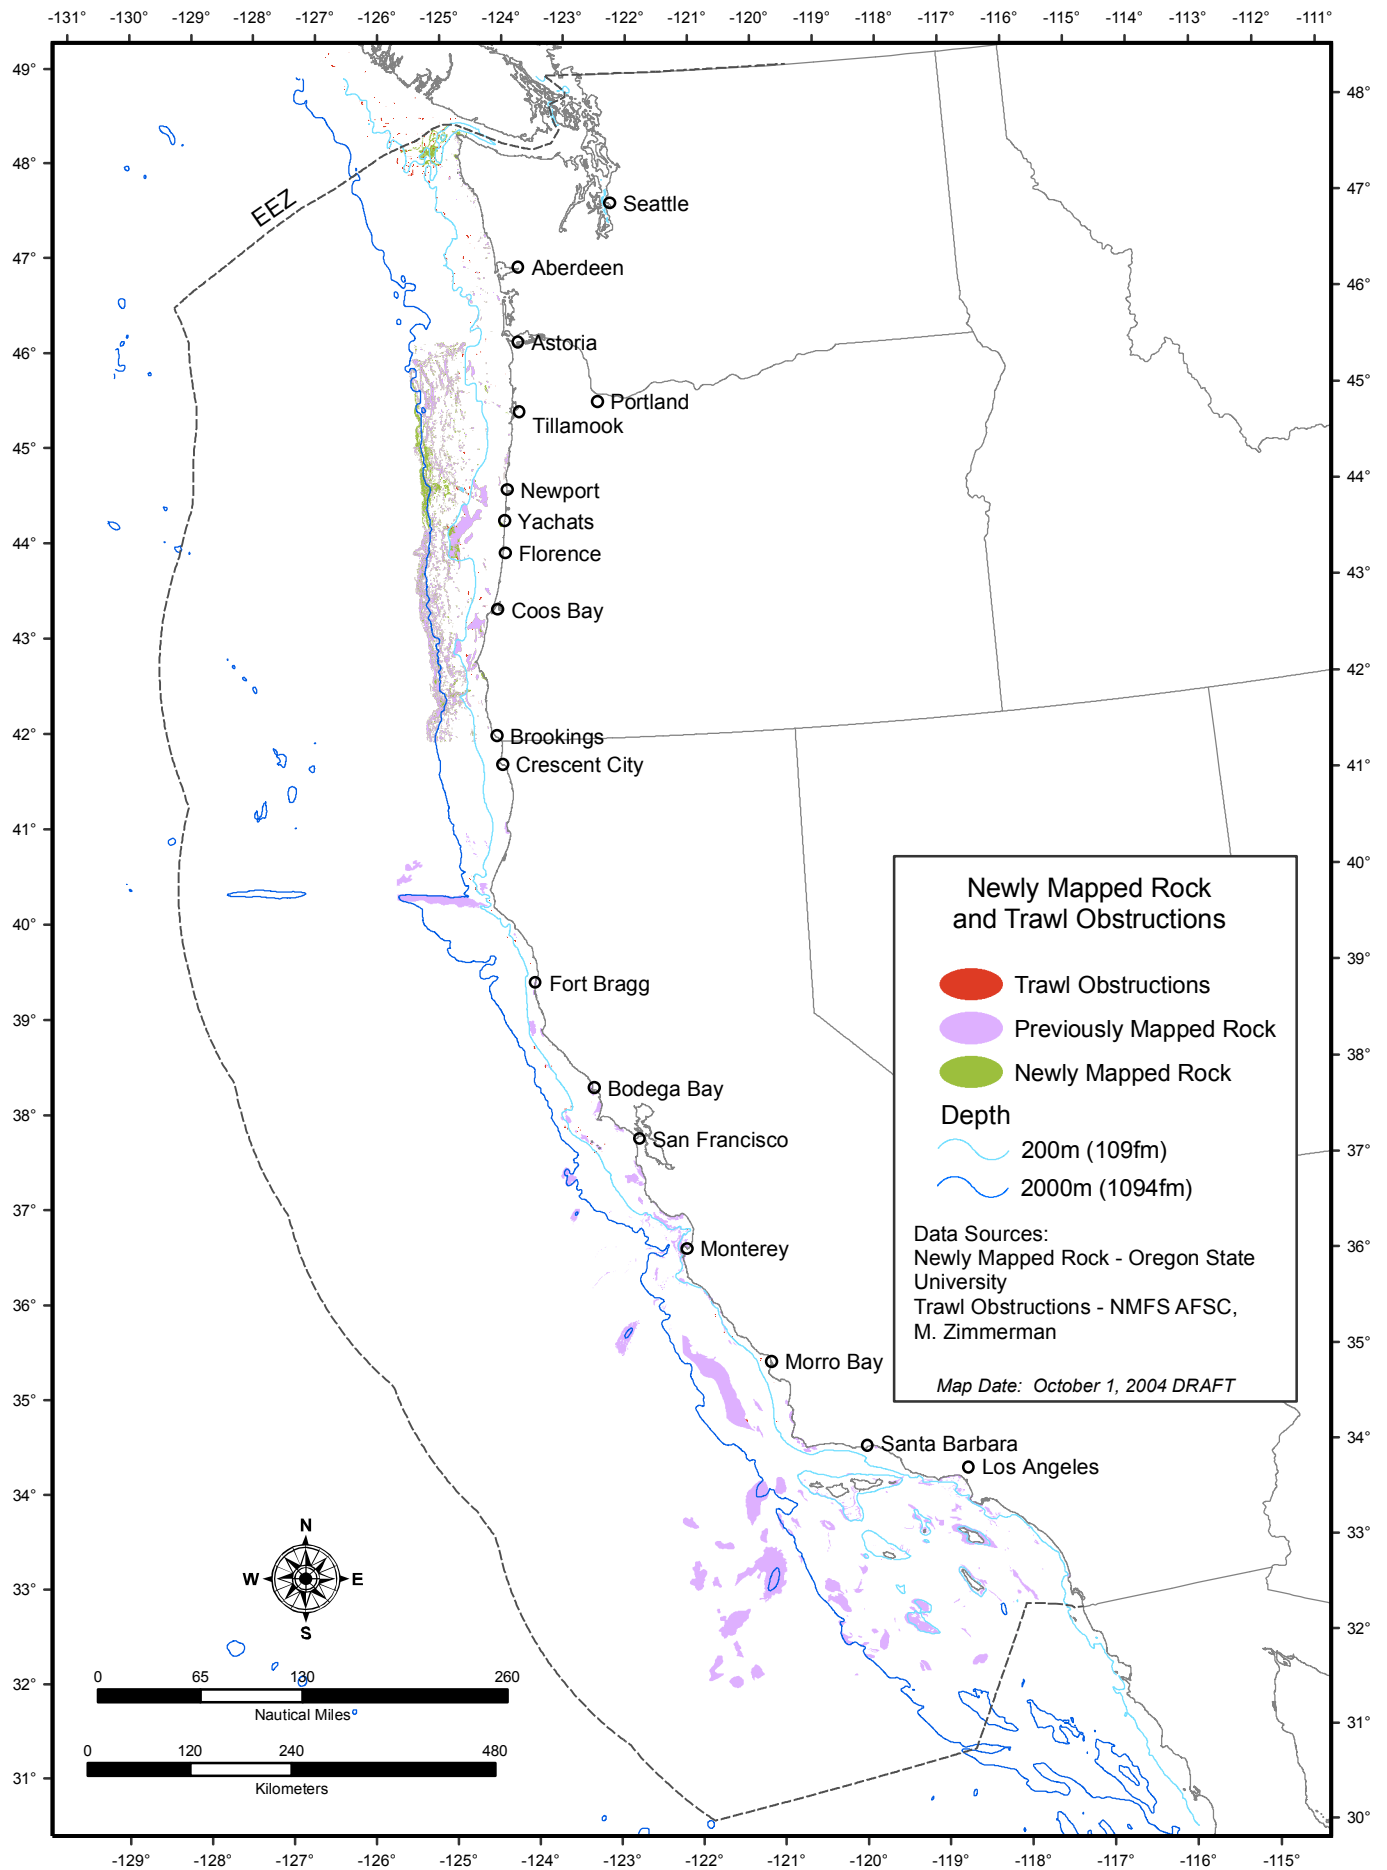 -131° -127° -126° -125° -124° -123° -122° -121° -120° -119° -118° -117° -116° -115° -114° -113° -112° -111°
49°
48°
48°
47°
EEZ
Seattle
47°
Aberdeen
46°
46°
Astoria
45°
Portland
Tillamook
45°
44°
Newport
Yachats
44°
Florence
43°
Coos Bay
43°
42°
42°
Brookings
Crescent City
41°
41°
40°
Newly Mapped Rock
and Trawl Obstructions
40°
39°
Fort Bragg
Trawl Obstructions
39°
Previously Mapped Rock
38°
Newly Mapped Rock
Bodega Bay
38°
Depth
San Francisco
200m (109fm)
37°
2000m (1094fm)
37°
Data Sources:
Monterey
36°
Newly Mapped Rock - Oregon State
University
36°
Trawl Obstructions - NMFS AFSC,
M. Zimmerman
35°
Morro Bay
Map Date: October 1, 2004 DRAFT
35°
34°
Santa Barbara
Los Angeles
34°
N
33°
W E
33°
S
32°
0 65 130 260
32°
Nautical Miles
31°
0 120 240 480
31°
Kilometers
30°
-129° -128° -127° -126° -125° -124° -123° -122° -121° -120° -119° -118° -117° -116° -115°